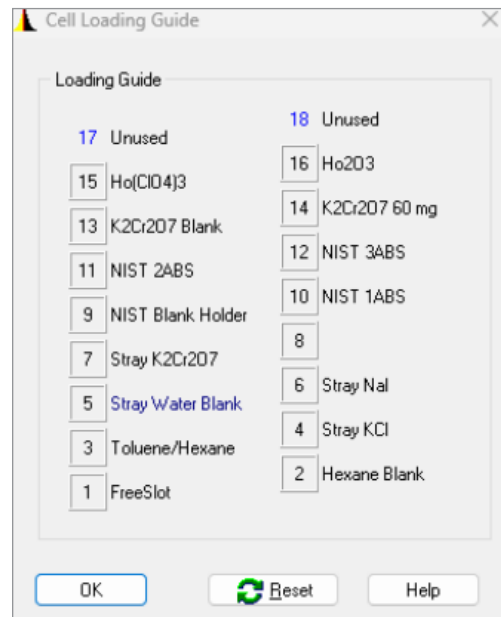 Cell Loading Guide
Loading Guide
17 Unused
15 Ho(ClO4)3
13 K2Cr2O7 Blank
11 NIST 2ABS
9 NIST Blank Holder
7 Stray K2Cr2O7
5 Stray Water Blank
3 Toluene/Hexane
1 FreeSlot
18 Unused
16 Ho2O3
14 K2Cr2O7 60 mg
12 NIST 3ABS
10 NIST 1ABS
8
6 Stray NaI
4 Stray KCl
2 Hexane Blank
OK
Reset
Help